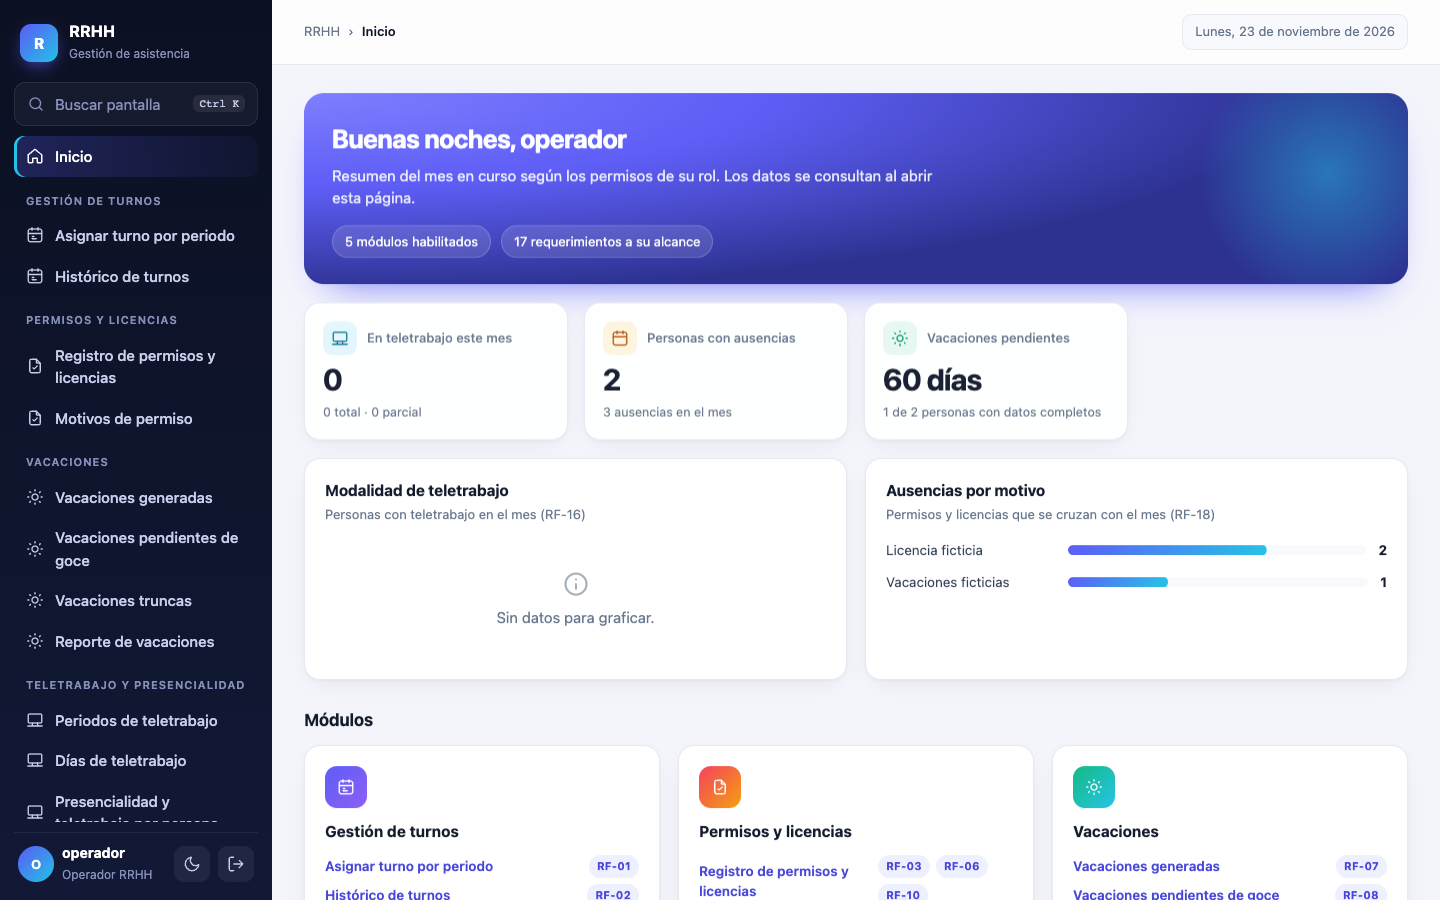 R
RRHH
Gestión de asistencia
Buscar pantalla
Ctrl K
Inicio
GESTIÓN DE TURNOS
Asignar turno por periodo
Histórico de turnos
PERMISOS Y LICENCIAS
Registro de permisos y
licencias
Motivos de permiso
VACACIONES
Vacaciones generadas
Vacaciones pendientes de
goce
Vacaciones truncas
Reporte de vacaciones
TELETRABAJO Y PRESENCIALIDAD
Periodos de teletrabajo
Días de teletrabajo
Presencialidad y
teletrabajo por persona
O
operador
Operador RRHH
RRHH › Inicio
Lunes, 23 de noviembre de 2026
Buenas noches, operador
Resumen del mes en curso según los permisos de su rol. Los datos se consultan al abrir
esta página.
5 módulos habilitados
17 requerimientos a su alcance
En teletrabajo este mes
0
0 total · 0 parcial
Personas con ausencias
2
3 ausencias en el mes
Vacaciones pendientes
60 días
1 de 2 personas con datos completos
Modalidad de teletrabajo
Personas con teletrabajo en el mes (RF-16)
Sin datos para graficar.
Ausencias por motivo
Permisos y licencias que se cruzan con el mes (RF-18)
Licencia ficticia 2
Vacaciones ficticias 1
Módulos
Gestión de turnos
Asignar turno por periodo RF-01
Histórico de turnos RF-02
Permisos y licencias
Registro de permisos y
licencias
RF-03 RF-06
RF-10
Vacaciones
Vacaciones generadas RF-07
Vacaciones pendientes de goce RF-08